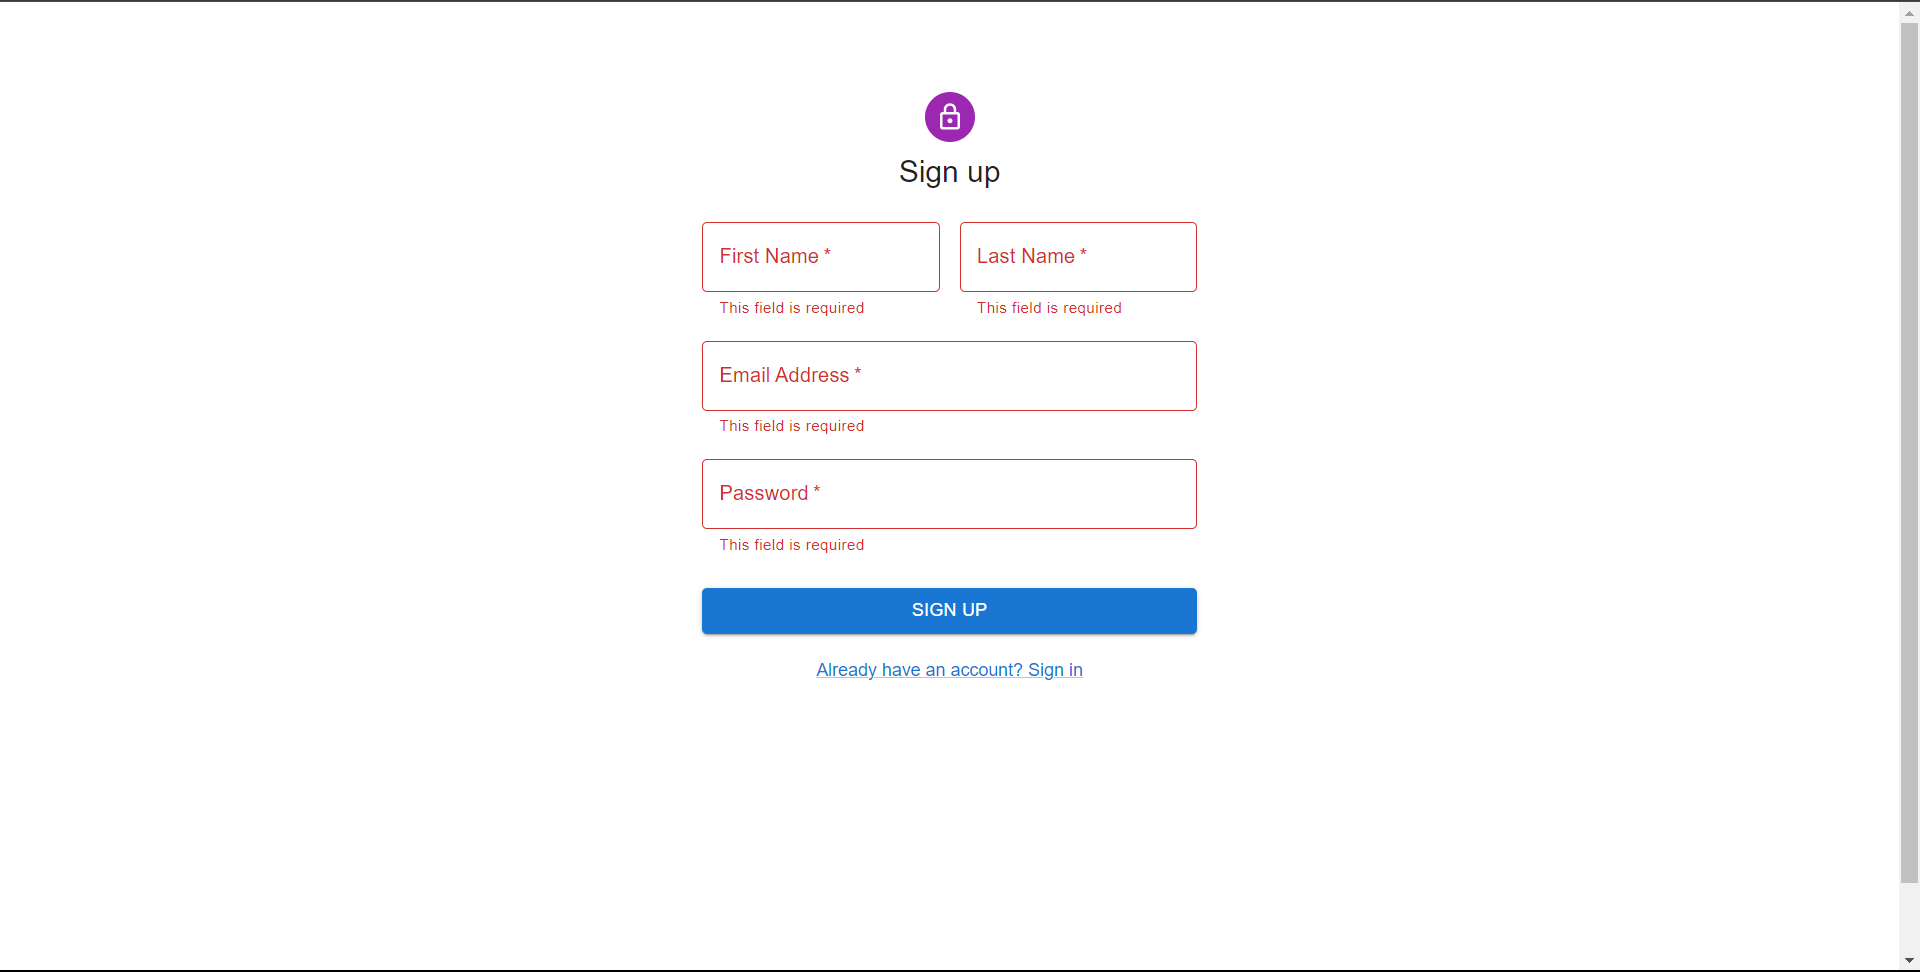 Sign up
First Name *
Last Name *
This field is required
This field is required
Email Address *
This field is required
Password *
This field is required
SIGN UP
Already have an account? Sign in